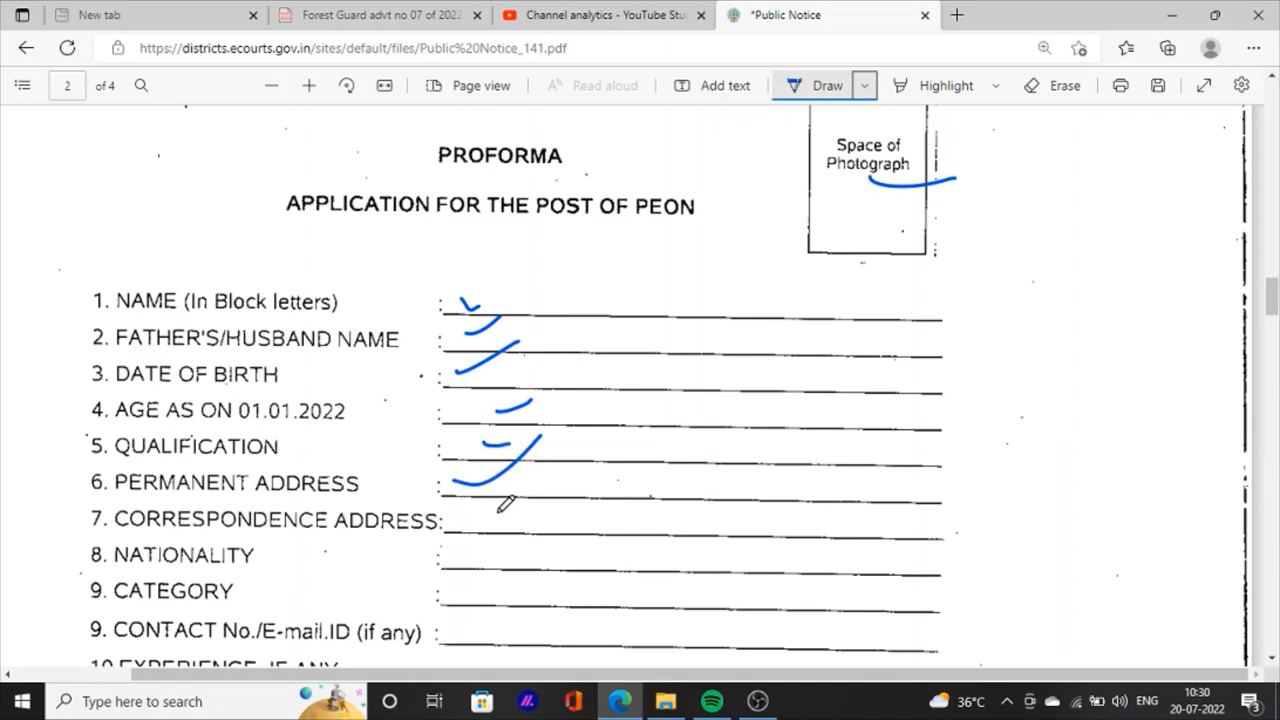 New tab
Forest Guard advt no 07 of 2022
Channel analytics - YouTube Stu
*Public Notice
https://districts.ecourts.gov.in/sites/default/files/Public%20Notice_141.pdf
2 of 4
Page view
Read aloud
Add text
Draw
Highlight
Erase
Space of
Photograph
PROFORMA
APPLICATION FOR THE POST OF PEON
1. NAME (In Block letters) :
2. FATHER'S/HUSBAND NAME :
3. DATE OF BIRTH :
4. AGE AS ON 01.01.2022 :
5. QUALIFICATION :
6. PERMANENT ADDRESS :
7. CORRESPONDENCE ADDRESS:
8. NATIONALITY :
9. CATEGORY :
9. CONTACT No./E-mail.ID (if any) :
10 EXPERIENCE, IF ANY
Type here to search
36°C
ENG
10:30
20-07-2022
3